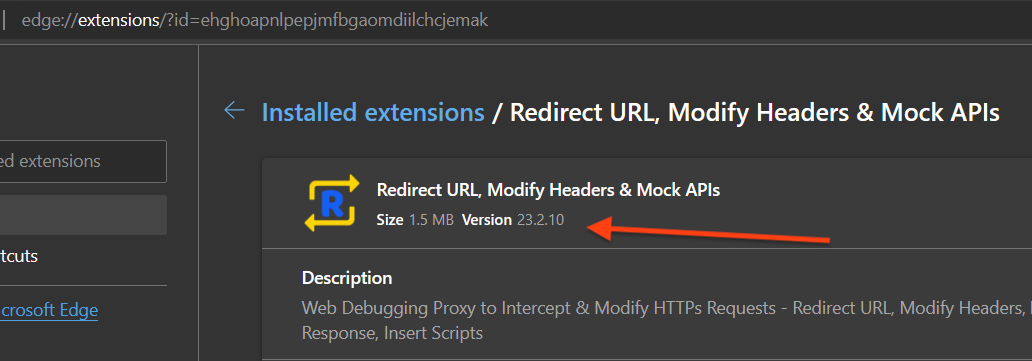 edge://extensions/?id=ehghoapnlpepjmfbgaomdiilchcjemak
Installed extensions / Redirect URL, Modify Headers & Mock APIs
ed extensions
Redirect URL, Modify Headers & Mock APIs
R
Size 1.5 MB Version 23.2.10
rtcuts
Description
crosoft Edge
Web Debugging Proxy to Intercept & Modify HTTPs Requests - Redirect URL, Modify Headers,
Response, Insert Scripts